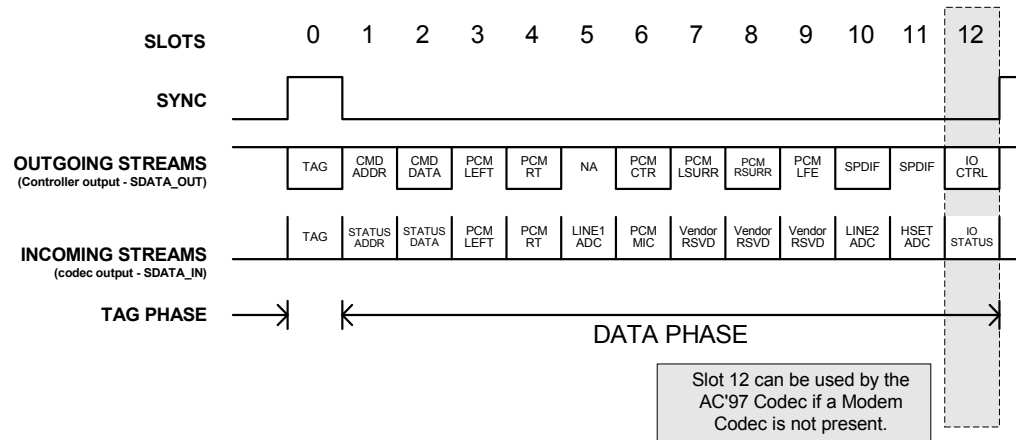 SLOTS 0 1 2 3 4 5 6 7 8 9 10 11 12
SYNC
OUTGOING STREAMS
(Controller output - SDATA_OUT)
TAG
CMD ADDR
CMD DATA
PCM LEFT
PCM RT
NA
PCM CTR
PCM LSURR
PCM RSURR
PCM LFE
SPDIF
SPDIF
IO CTRL
INCOMING STREAMS
(codec output - SDATA_IN)
TAG
STATUS ADDR
STATUS DATA
PCM LEFT
PCM RT
LINE1 ADC
PCM MIC
Vendor RSVD
Vendor RSVD
Vendor RSVD
LINE2 ADC
HSET ADC
IO STATUS
TAG PHASE
DATA PHASE
Slot 12 can be used by the
AC'97 Codec if a Modem
Codec is not present.